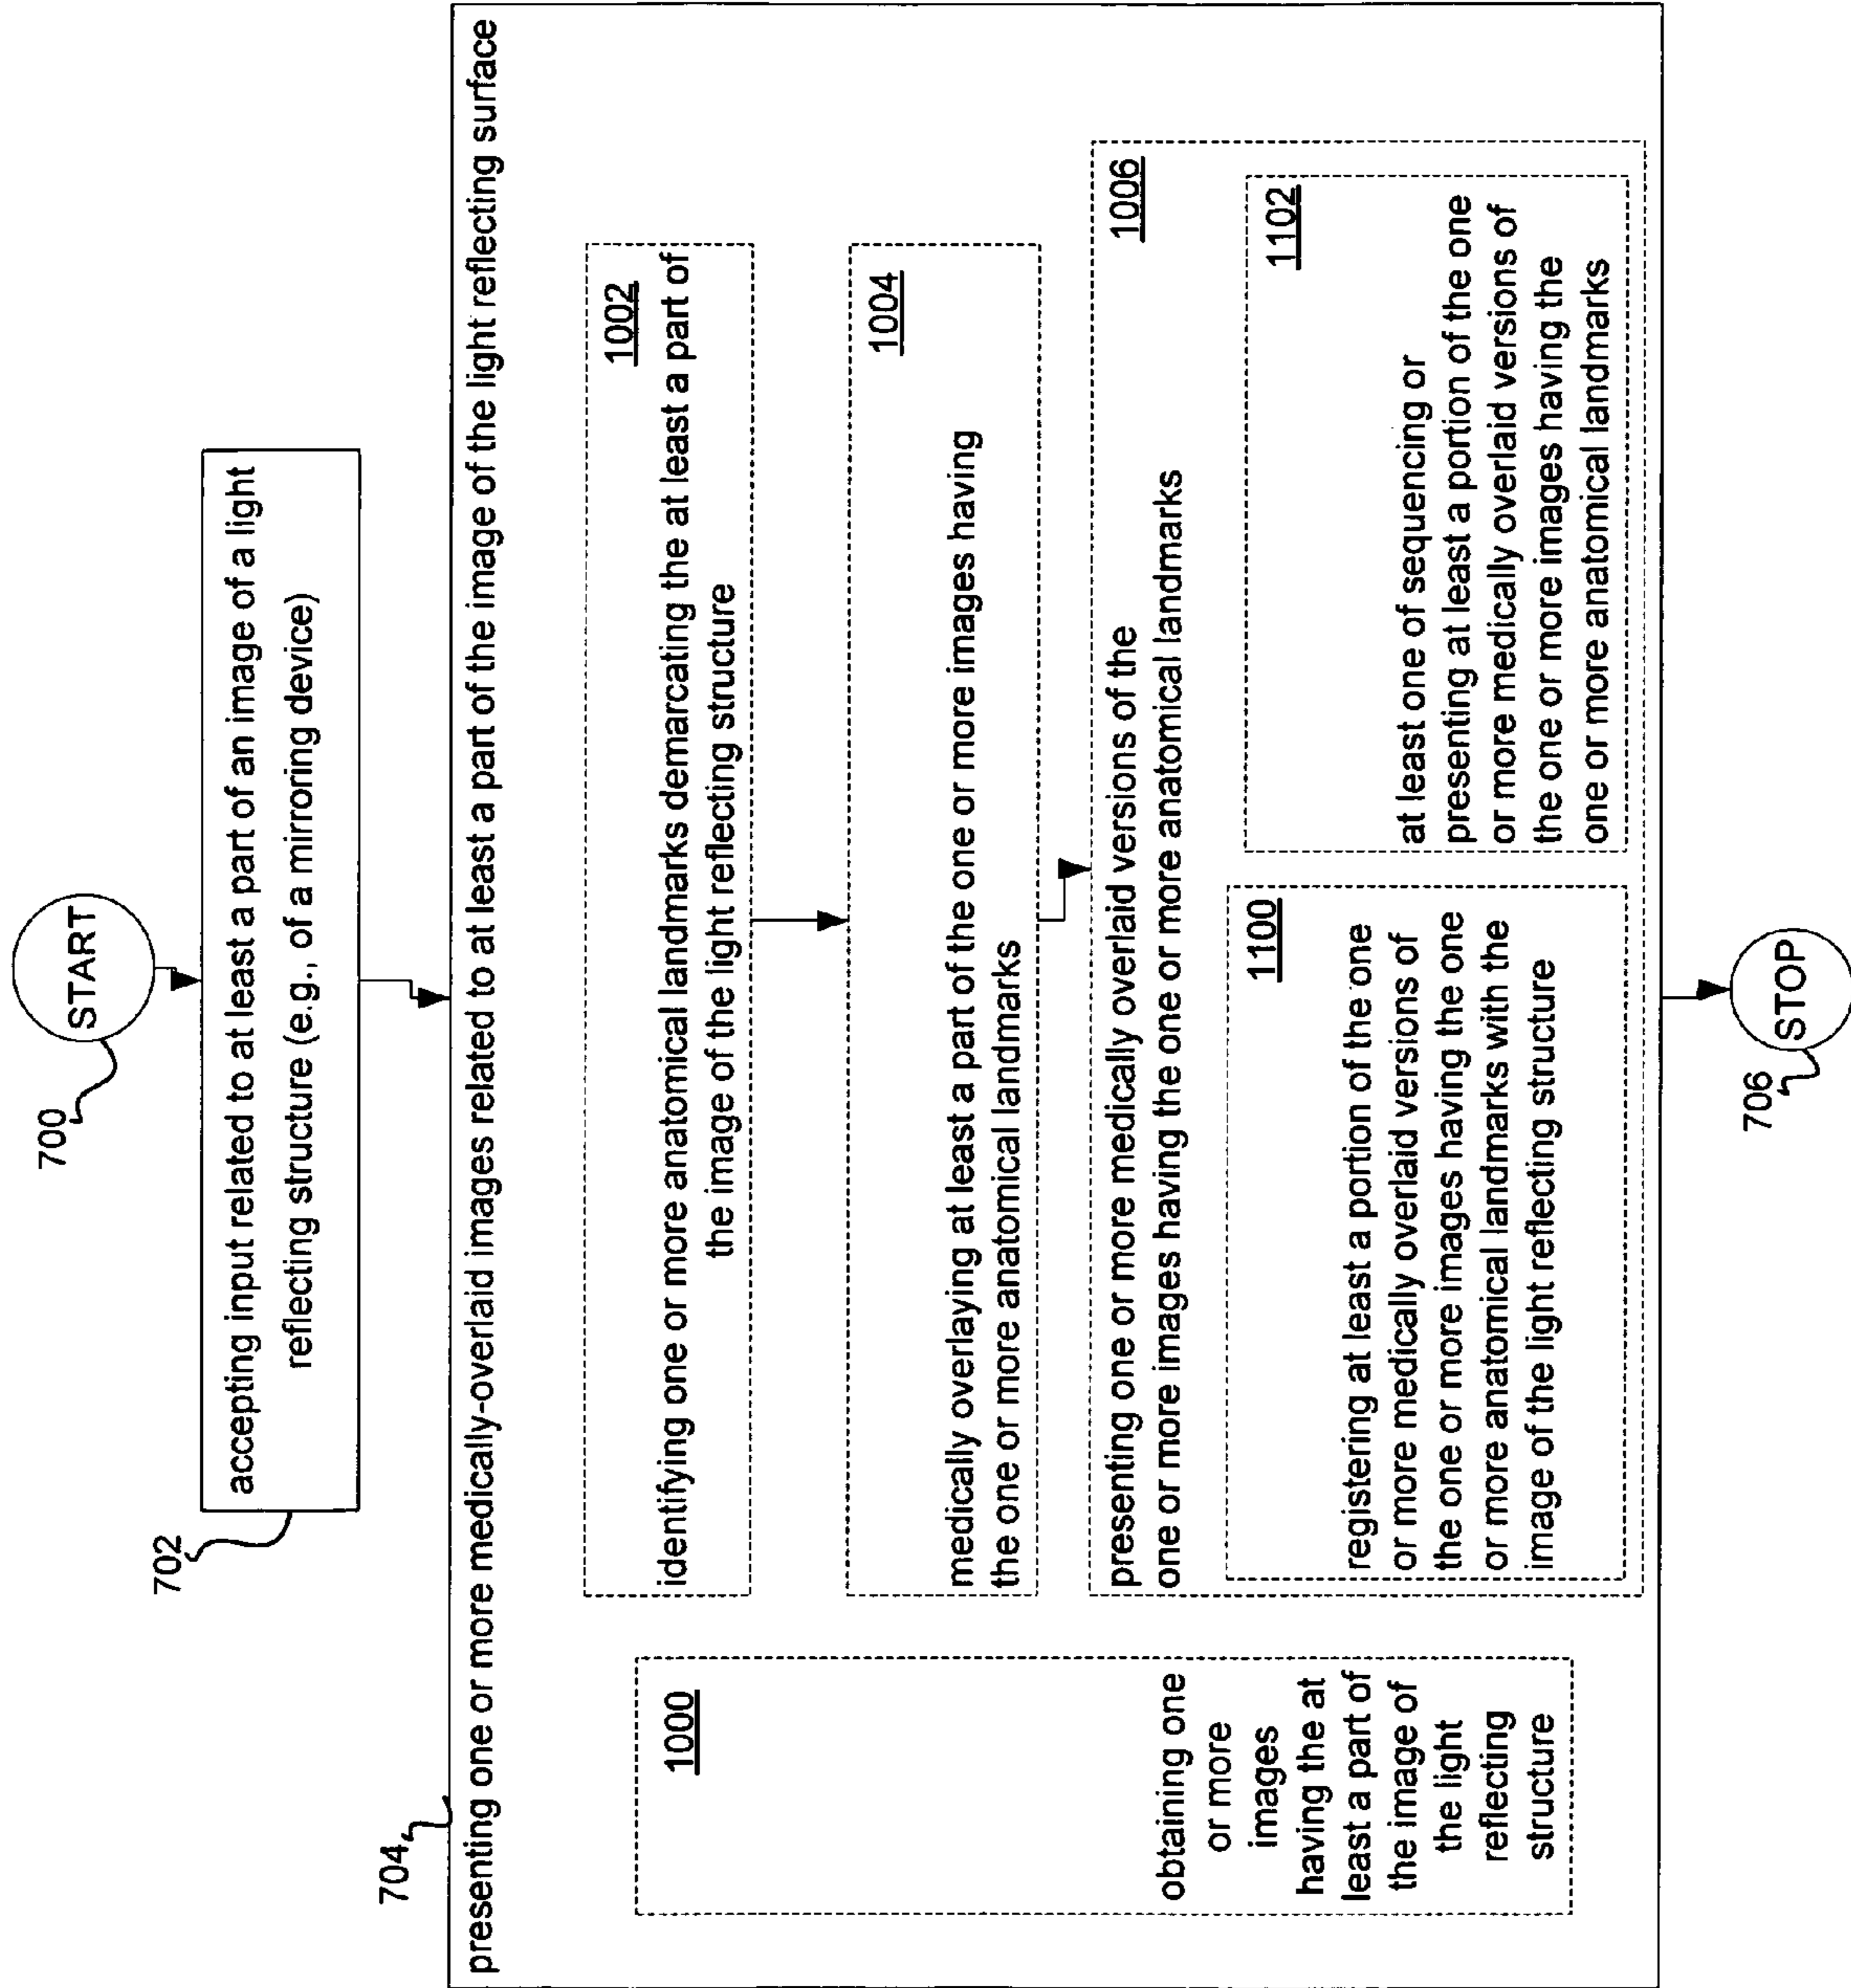 START
700
702
accepting input related to at least a part of an image of a light
reflecting structure (e.g., of a mirroring device)
704
presenting one or more medically-overlaid images related to at least a part of the image of the light reflecting surface
1000
obtaining one
or more
images
having the at
least a part of
the image of
the light
reflecting
structure
1002
identifying one or more anatomical landmarks demarcating the at least a part of
the image of the light reflecting structure
1004
medically overlaying at least a part of the one or more images having
the one or more anatomical landmarks
1006
presenting one or more medically overlaid versions of the
one or more images having the one or more anatomical landmarks
1100
registering at least a portion of the one
or more medically overlaid versions of
the one or more images having the one
or more anatomical landmarks with the
image of the light reflecting structure
1102
at least one of sequencing or
presenting at least a portion of the one
or more medically overlaid versions of
the one or more images having the
one or more anatomical landmarks
STOP
706